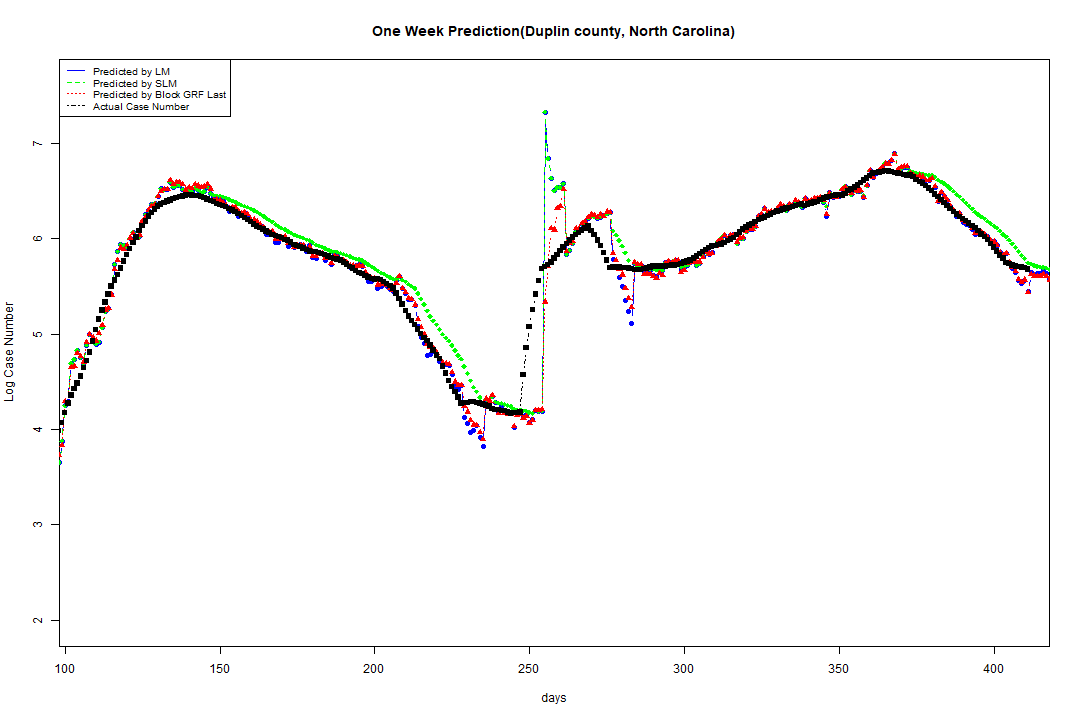 One Week Prediction(Duplin county, North Carolina)
Predicted by LM
Predicted by SLM
Predicted by Block GRF Last
Actual Case Number
7
6
5
4
3
2
Log Case Number
100 150 200 250 300 350 400
days